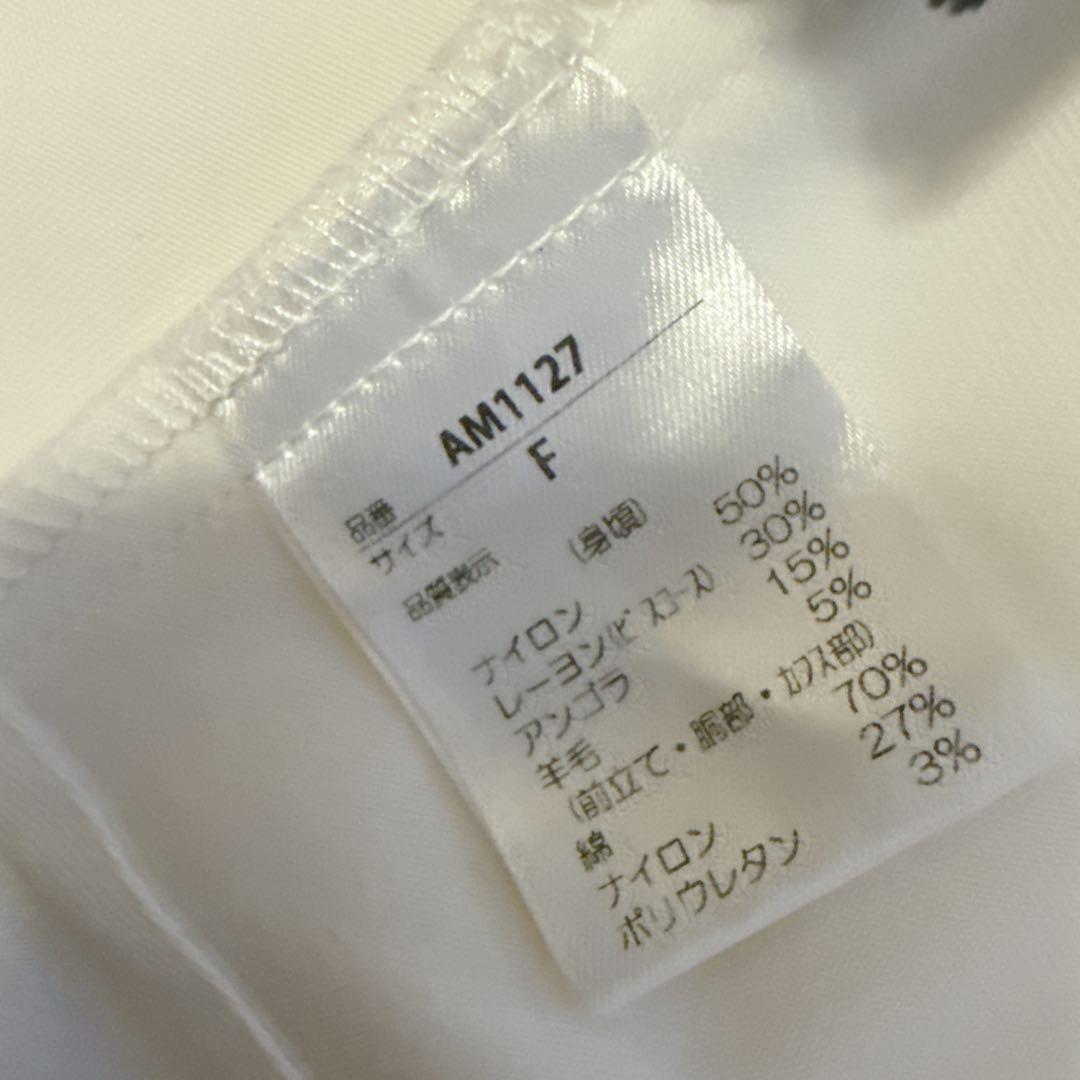 品番 AM1127
サイズ F
品質表示 (身頃)
ナイロン 50%
レーヨン(ビスコース) 30%
アンゴラ 15%
羊毛 5%
(前立て・胴部・カフス部)
綿 70%
ナイロン 27%
ポリウレタン 3%